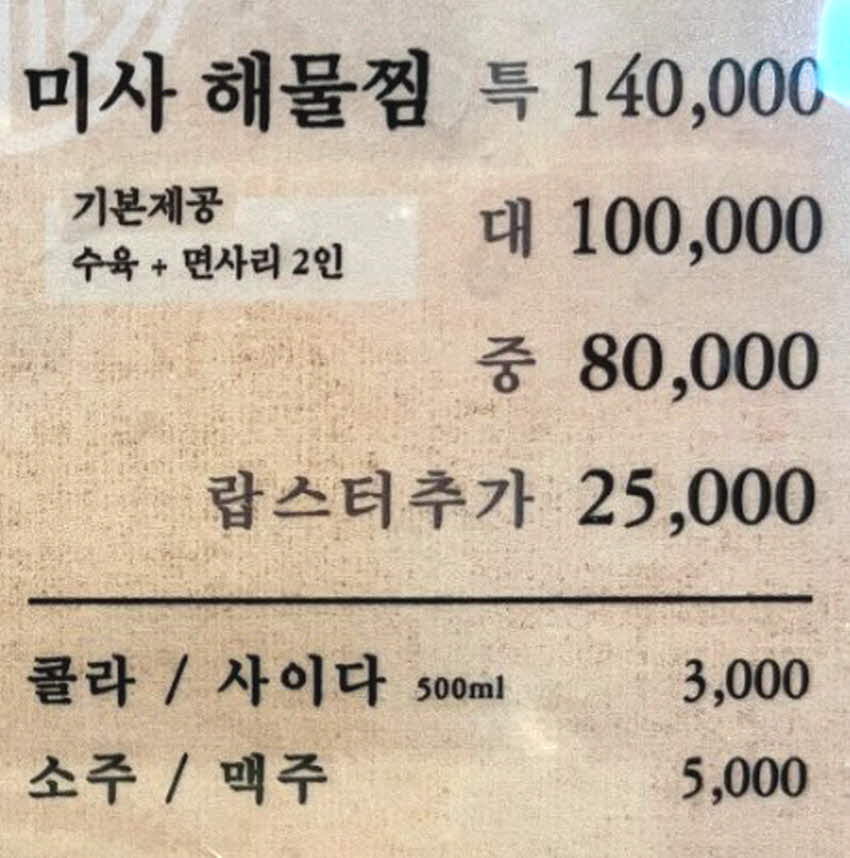 미사 해물찜 특 140,000
기본제공
대 100,000
수육 + 면사리 2인
중 80,000
랍스터추가 25,000
콜라 / 사이다 500ml 3,000
소주 / 맥주 5,000